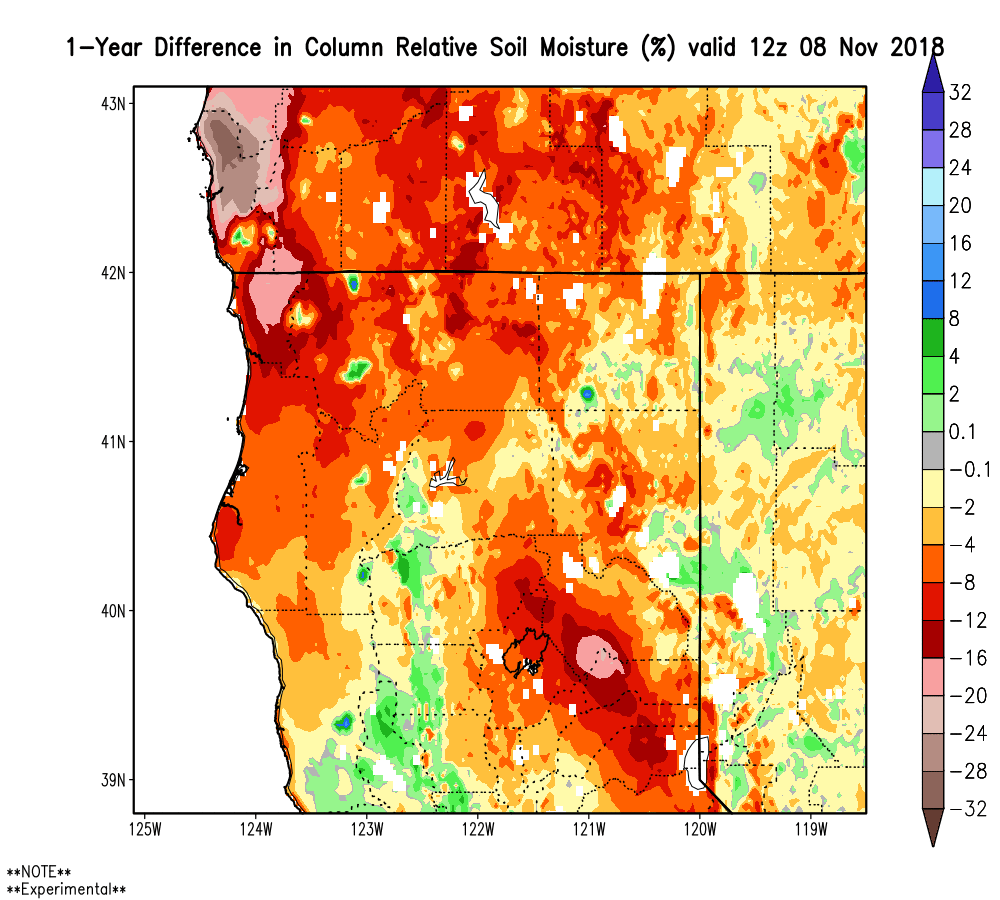 1-Year Difference in Column Relative Soil Moisture (%) valid 12z 08 Nov 2018
43N
42N
41N
40N
39N
125W 124W 123W 122W 121W 120W 119W
32
28
24
20
16
12
8
4
2
0.1
-0.1
-2
-4
-8
-12
-16
-20
-24
-28
-32
**NOTE**
**Experimental**